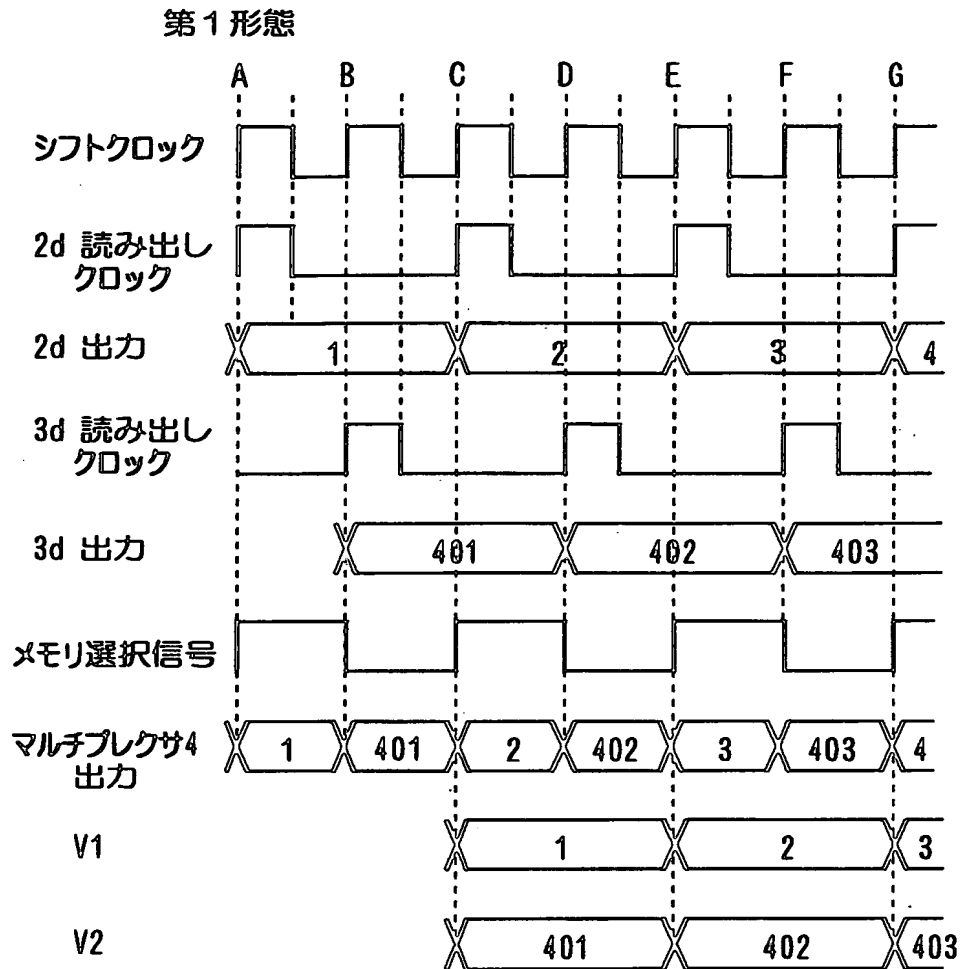 第1形態
A B C D E F G
シフトクロック
2d 読み出し
クロック
2d 出力
1 2 3 4
3d 読み出し
クロック
3d 出力
401 402 403
メモリ選択信号
マルチプレクサ4
出力
1 401 2 402 3 403 4
V1
1 2 3
V2
401 402 403